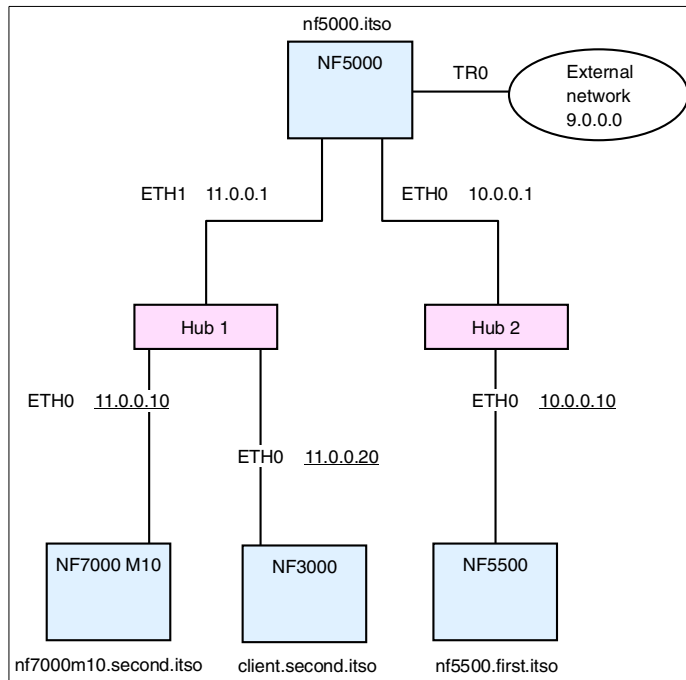 nf5000.itso
NF5000
TR0
External
network
9.0.0.0
ETH1 11.0.0.1
ETH0 10.0.0.1
Hub 1
Hub 2
ETH0 11.0.0.10
ETH0 10.0.0.10
ETH0 11.0.0.20
NF7000 M10
NF3000
NF5500
nf7000m10.second.itso
client.second.itso
nf5500.first.itso